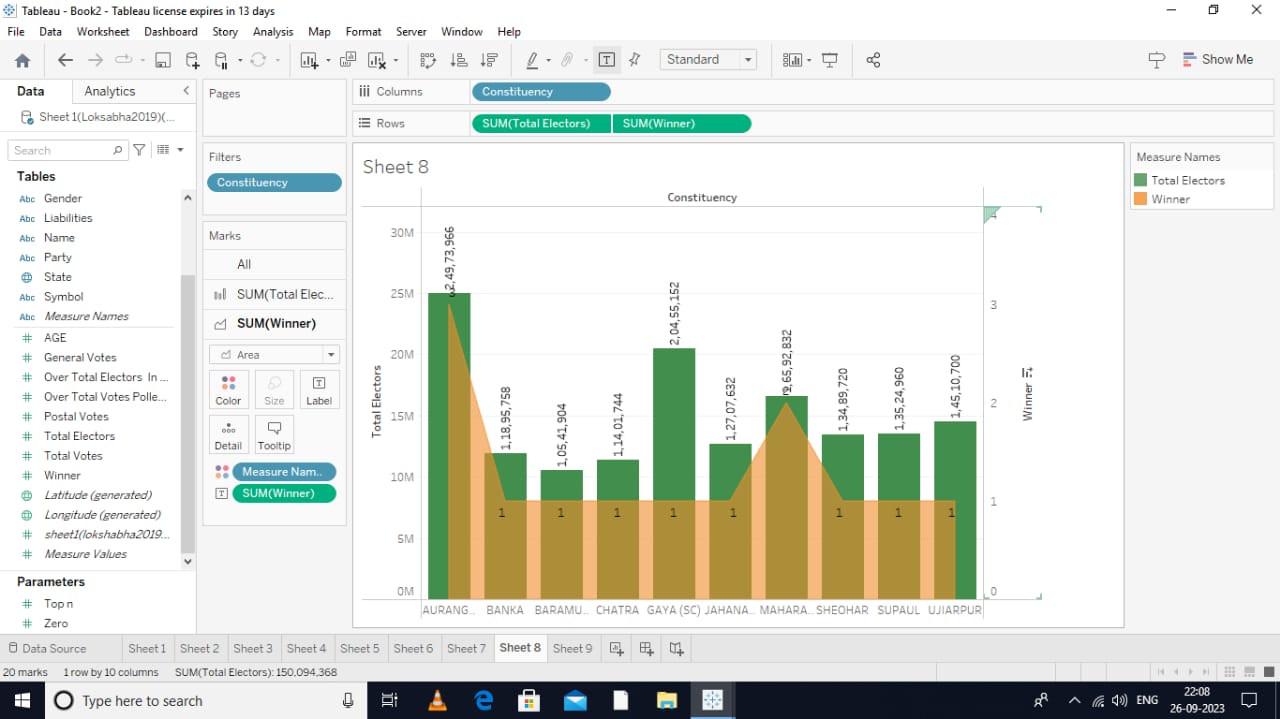 Tableau - Book2 - Tableau license expires in 13 days
File Data Worksheet Dashboard Story Analysis Map Format Server Window Help
Standard
Show Me
Data Analytics
Sheet 1(Loksabha2019)(...
Search
Tables
Abc Gender
Abc Liabilities
Abc Name
Abc Party
State
Abc Symbol
Abc Measure Names
# AGE
# General Votes
# Over Total Electors In ...
# Over Total Votes Polle...
# Postal Votes
# Total Electors
# Total Votes
# Winner
Latitude (generated)
Longitude (generated)
# sheet1(lokshabha2019...
# Measure Values
Parameters
# Top n
# Zero
Pages
Filters
Constituency
Marks
All
SUM(Total Elec...
SUM(Winner)
Area
Color Size Label
Detail Tooltip
Measure Nam..
SUM(Winner)
Columns Constituency
Rows SUM(Total Electors) SUM(Winner)
Sheet 8
Constituency
Total Electors
30M
25M
20M
15M
10M
5M
0M
2,49,73,966
1,18,95,758
1,05,41,904
1,14,01,744
2,04,55,152
1,27,07,632
1,65,92,832
1,34,89,720
1,35,24,960
1,45,10,700
3
1
1
1
1
1
2
1
1
1
AURANG.. BANKA BARAMU.. CHATRA GAYA (SC) JAHANA.. MAHARA.. SHEOHAR SUPAUL UJIARPUR
4
3
2
1
0
Winner
Measure Names
Total Electors
Winner
Data Source Sheet 1 Sheet 2 Sheet 3 Sheet 4 Sheet 5 Sheet 6 Sheet 7 Sheet 8 Sheet 9
20 marks 1 row by 10 columns SUM(Total Electors): 150,094,368
Type here to search
ENG
22:08
26-09-2023